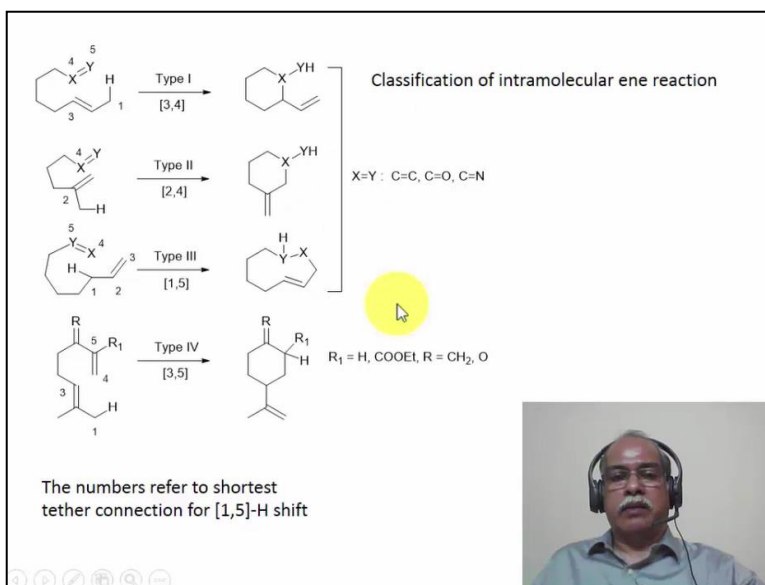 Classification of intramolecular ene reaction
4 5
X=Y
H
3 1
Type I
[3,4]
X YH
4
X=Y
2 H
Type II
[2,4]
X YH
X=Y : C=C, C=O, C=N
5
Y=X 4
H 3
1 2
Type III
[1,5]
H
Y X
R
5 R1
4
3
H
1
Type IV
[3,5]
R
R1
H
R1 = H, COOEt, R = CH2, O
The numbers refer to shortest
tether connection for [1,5]-H shift